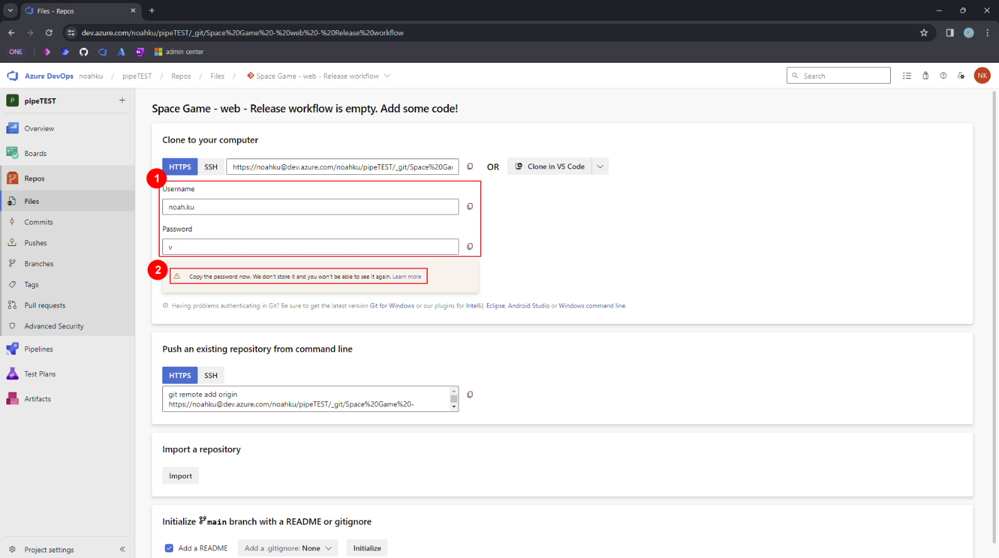 Files - Repos
dev.azure.com/noahku/pipeTEST/_git/Space%20Game%20-%20web%20-%20Release%20workflow
ONE
N
admin center
Azure DevOps noahku / pipeTEST / Repos / Files / Space Game - web - Release workflow
Search
NK
P pipeTEST
Overview
Boards
Repos
Files
Commits
Pushes
Branches
Tags
Pull requests
Advanced Security
Pipelines
Test Plans
Artifacts
Project settings
Space Game - web - Release workflow is empty. Add some code!
Clone to your computer
HTTPS SSH https://noahku@dev.azure.com/noahku/pipeTEST/_git/Space%20Gai OR Clone in VS Code
1
Username
noah.ku
Password
v
2
Copy the password now. We don't store it and you won't be able to see it again. Learn more
Having problems authenticating in Git? Be sure to get the latest version Git for Windows or our plugins for IntelliJ, Eclipse, Android Studio or Windows command line.
Push an existing repository from command line
HTTPS SSH
git remote add origin
https://noahku@dev.azure.com/noahku/pipeTEST/_git/Space%20Game%20-
Import a repository
Import
Initialize main branch with a README or gitignore
Add a README Add a .gitignore: None Initialize